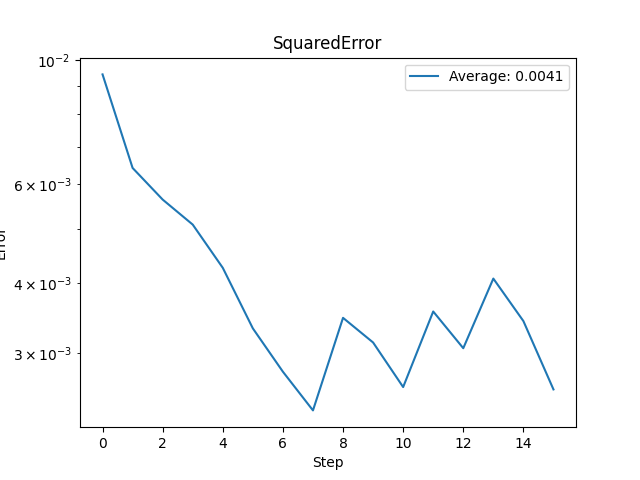 SquaredError
Average: 0.0041
10⁻²
6 × 10⁻³
4 × 10⁻³
3 × 10⁻³
Error
0 2 4 6 8 10 12 14
Step